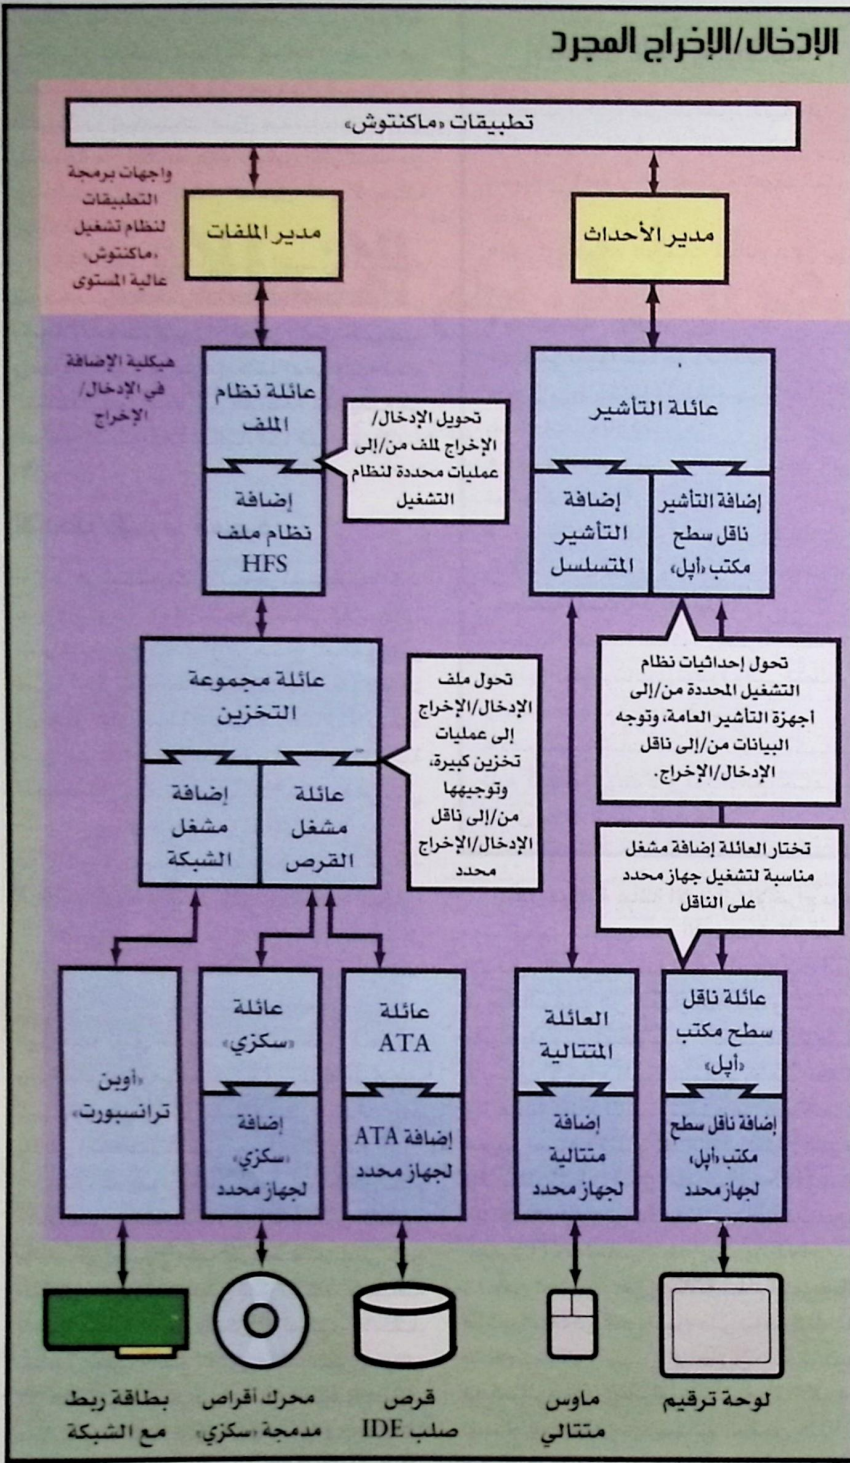 الإدخال/الإخراج المجرد
تطبيقات «ماكنتوش»
واجهات برمجة
التطبيقات
لنظام تشغيل
«ماكنتوش»
عالية المستوى
مدير الأحداث
مدير الملفات
هيكلية الإضافة
في الإدخال/
الإخراج
عائلة التأشير
إضافة التأشير
ناقل سطح
مكتب «أپل»
إضافة
التأشير
المتسلسل
عائلة نظام
الملف
إضافة
نظام ملف
HFS
تحويل الإدخال/
الإخراج لملف من/إلى
عمليات محددة لنظام
التشغيل
تحول إحداثيات نظام
التشغيل المحددة من/إلى
أجهزة التأشير العامة، وتوجه
البيانات من/إلى ناقل
الإدخال/الإخراج.
تختار العائلة إضافة مشغل
مناسبة لتشغيل جهاز محدد
على الناقل
عائلة مجموعة
التخزين
عائلة
مشغل
القرص
إضافة
مشغل
الشبكة
تحول ملف
الإدخال/الإخراج
إلى عمليات
تخزين كبيرة،
وتوجيهها
من/إلى ناقل
الإدخال/الإخراج
محدد
عائلة ناقل
سطح مكتب
«أپل»
إضافة ناقل سطح
مكتب «أپل»
لجهاز محدد
العائلة
المتتالية
إضافة
متتالية
لجهاز محدد
عائلة
ATA
إضافة ATA
لجهاز محدد
عائلة
«سكزي»
إضافة
«سكزي»
لجهاز محدد
«أوبن
ترانسبورت»
لوحة ترقيم
ماوس
متتالي
قرص
صلب IDE
محرك أقراص
مدمجة «سكزي»
بطاقة ربط
مع الشبكة